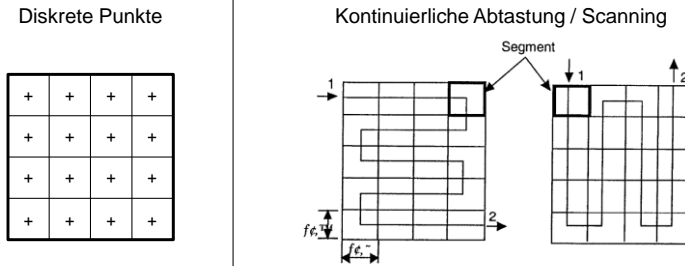 Diskrete Punkte
Kontinuierliche Abtastung / Scanning
Segment
1
1
2
+ + + +
+ + + +
+ + + +
+ + + +
2